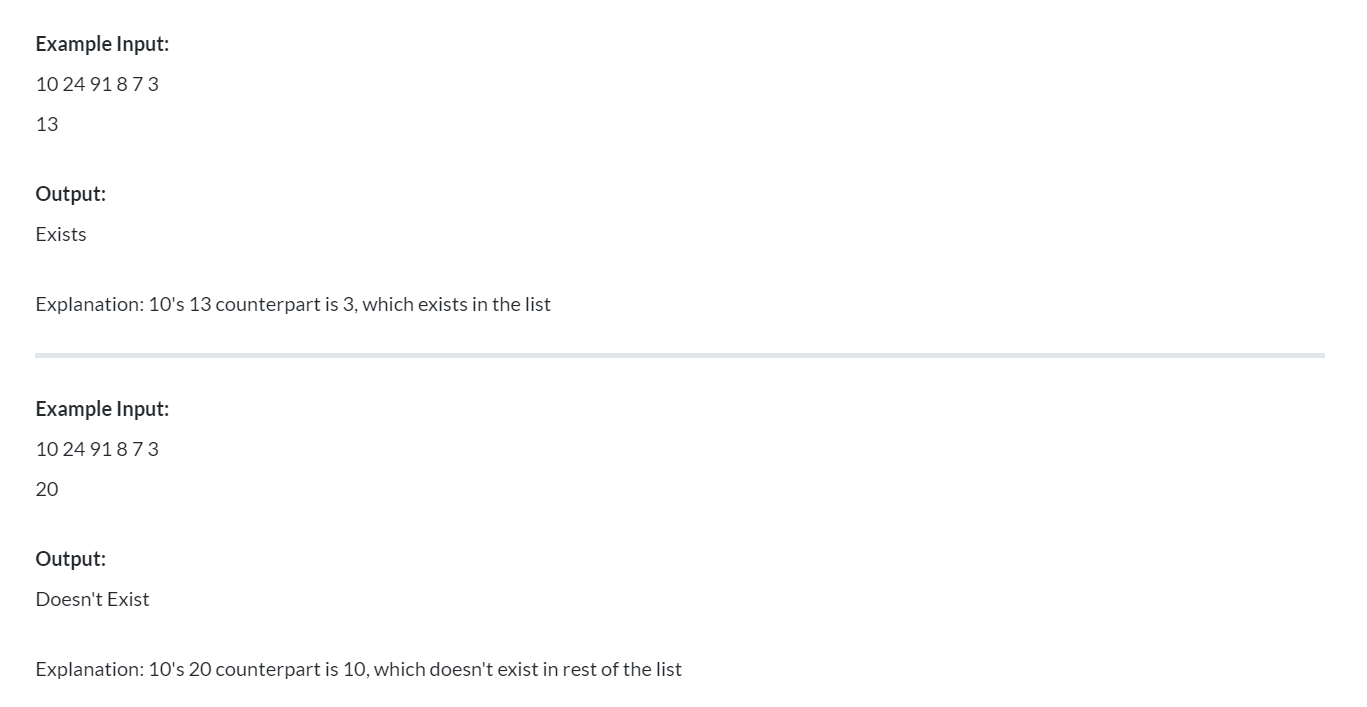 Example Input:
10 24 91 8 7 3
13
Output:
Exists
Explanation: 10's 13 counterpart is 3, which exists in the list
Example Input:
10 24 91 8 7 3
20
Output:
Doesn't Exist
Explanation: 10's 20 counterpart is 10, which doesn't exist in rest of the list